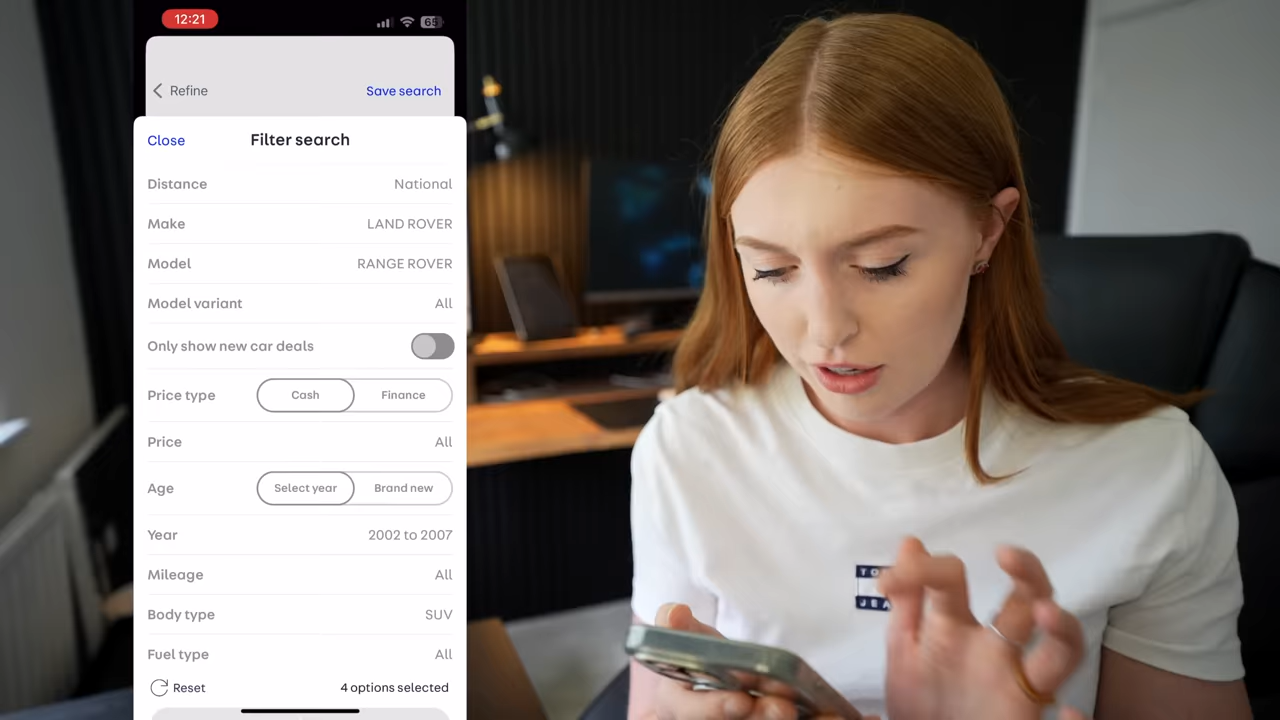 12:21
65
Refine
Save search
Close
Filter search
Distance
National
Make
LAND ROVER
Model
RANGE ROVER
Model variant
All
Only show new car deals
Price type
Cash
Finance
Price
All
Age
Select year
Brand new
Year
2002 to 2007
Mileage
All
Body type
SUV
Fuel type
All
Reset
4 options selected
TO
JEA